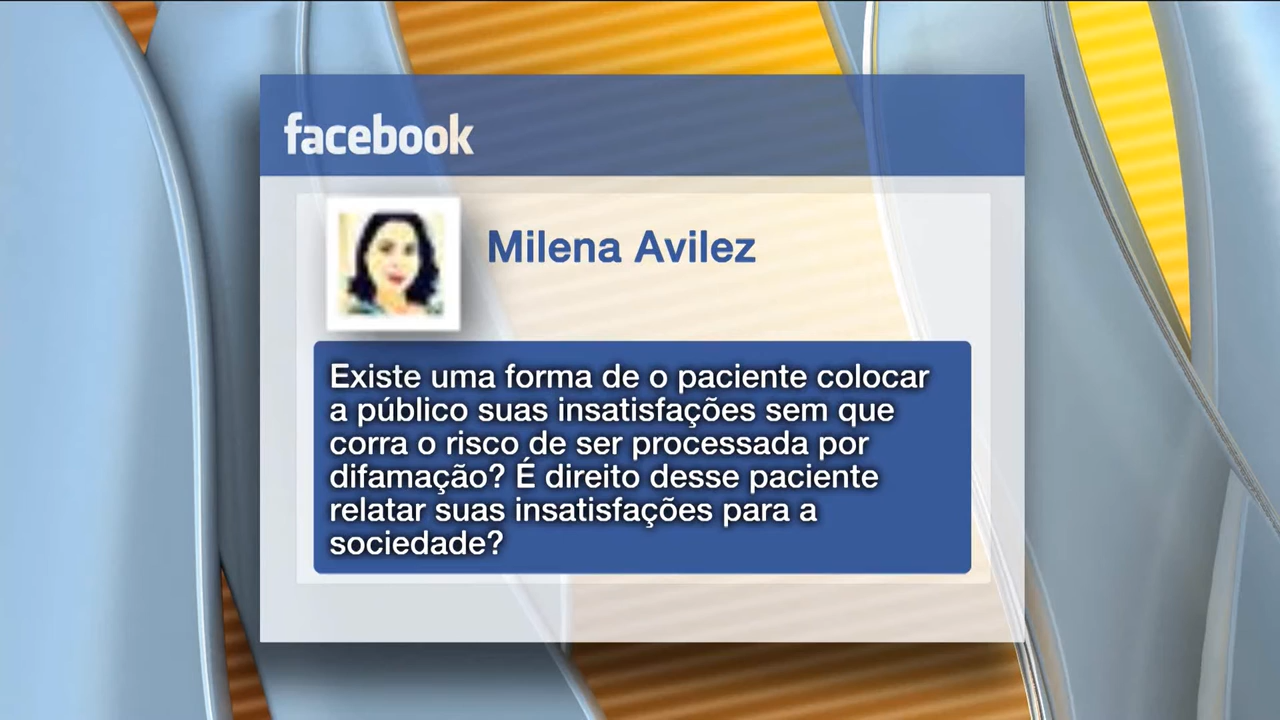 facebook
Milena Avilez
Existe uma forma de o paciente colocar
a público suas insatisfações sem que
corra o risco de ser processada por
difamação? É direito desse paciente
relatar suas insatisfações para a
sociedade?